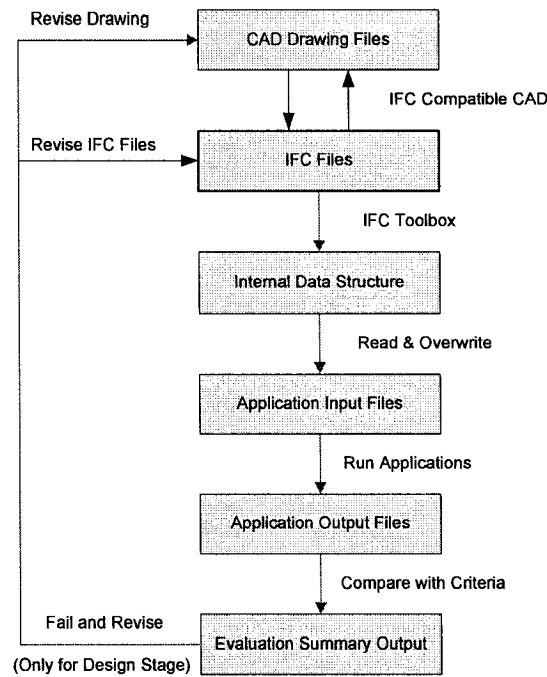 Revise Drawing
CAD Drawing Files
IFC Compatible CAD
Revise IFC Files
IFC Files
IFC Toolbox
Internal Data Structure
Read & Overwrite
Application Input Files
Run Applications
Application Output Files
Compare with Criteria
Fail and Revise
Evaluation Summary Output
(Only for Design Stage)